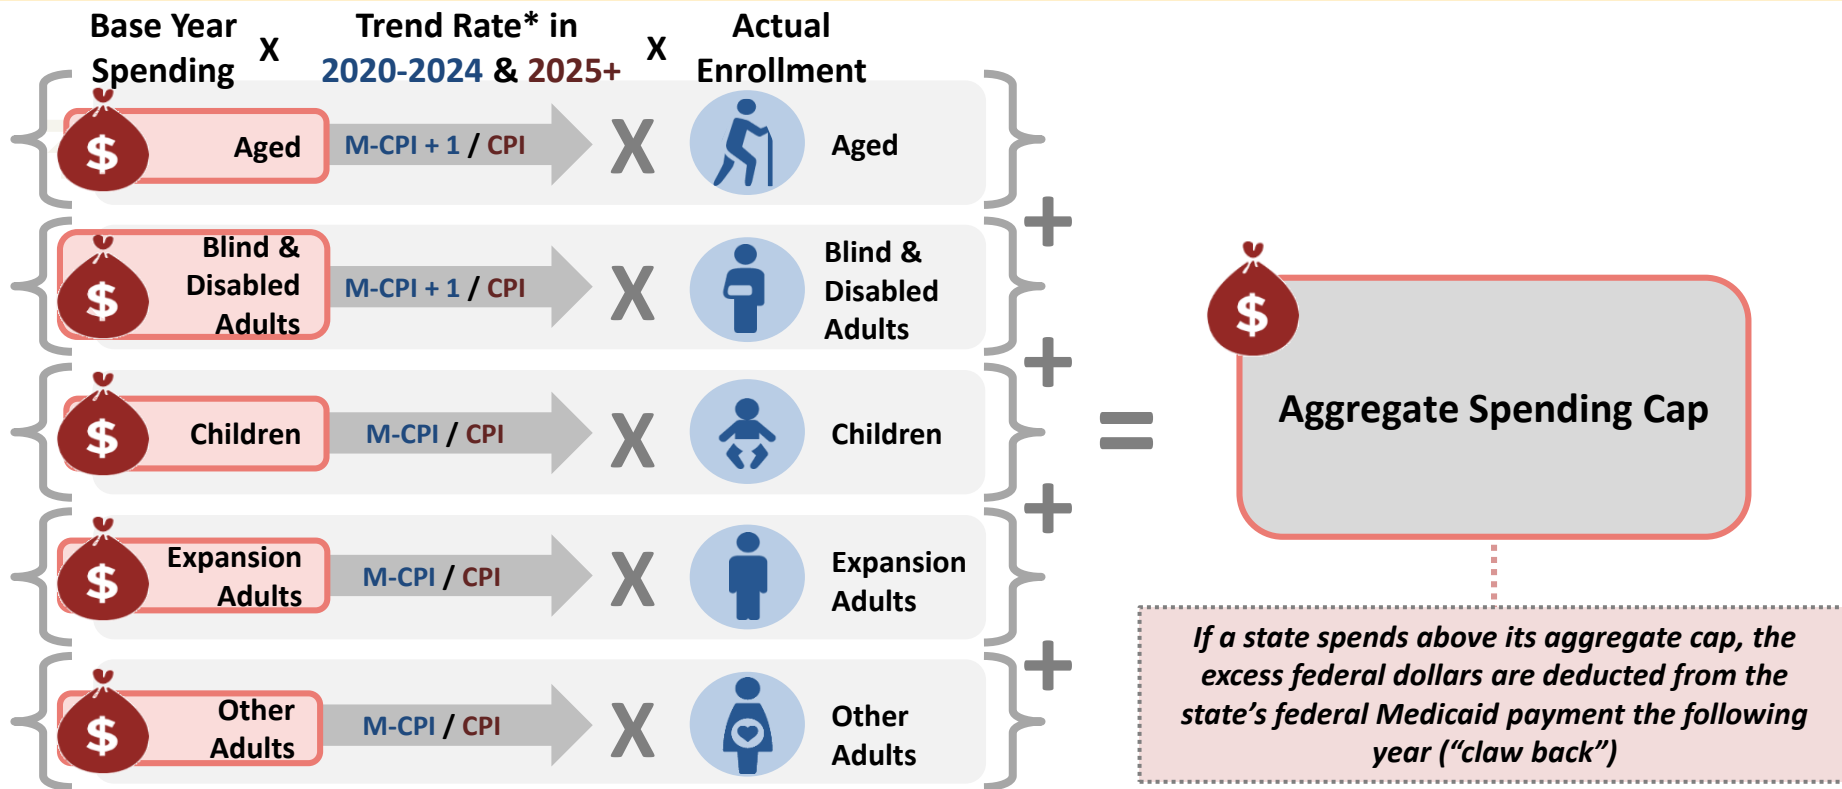 Base Year
Spending
X
Trend Rate* in
2020-2024 & 2025+
X
Actual
Enrollment
$
Aged
M-CPI + 1 / CPI
X
Aged
+
$
Blind &
Disabled
Adults
M-CPI + 1 / CPI
X
Blind &
Disabled
Adults
+
$
Children
M-CPI / CPI
X
Children
+
$
Expansion
Adults
M-CPI / CPI
X
Expansion
Adults
+
$
Other
Adults
M-CPI / CPI
X
Other
Adults
=
$
Aggregate Spending Cap
If a state spends above its aggregate cap, the
excess federal dollars are deducted from the
state’s federal Medicaid payment the following
year (“claw back”)